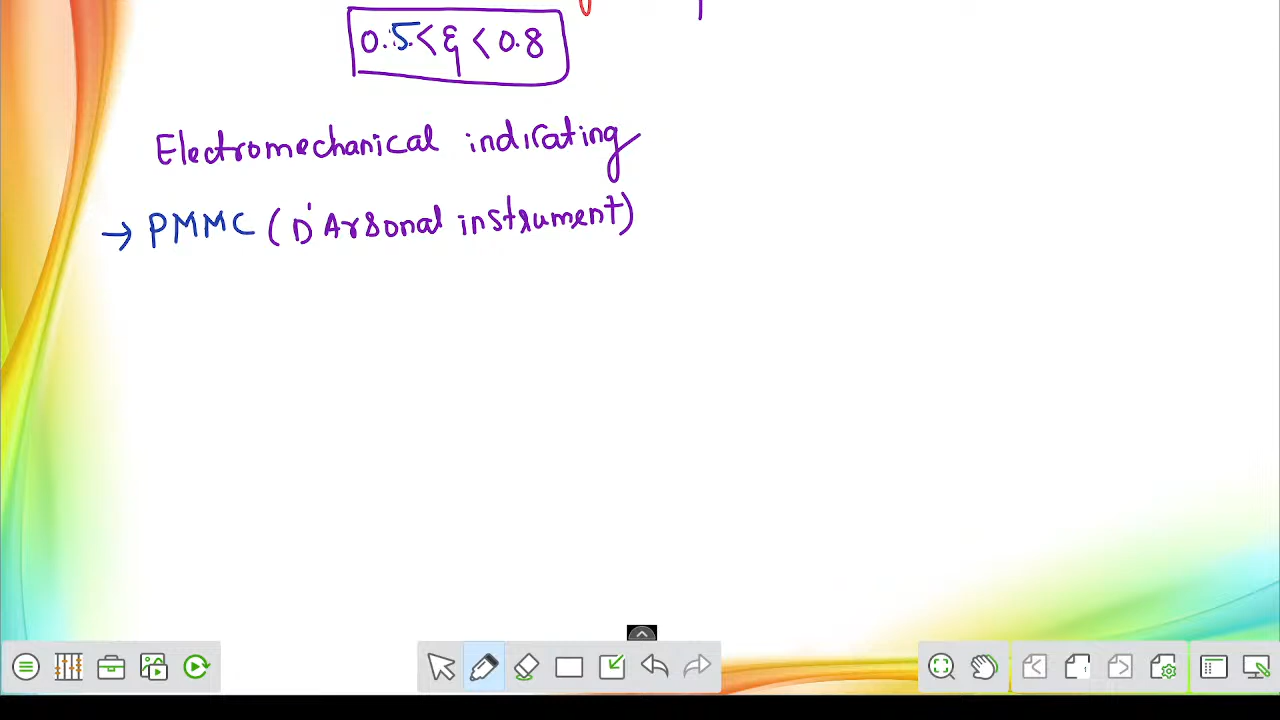 0.5 < ξ < 0.8
Electromechanical indicating
→ PMMC (D'Arsonal instrument)